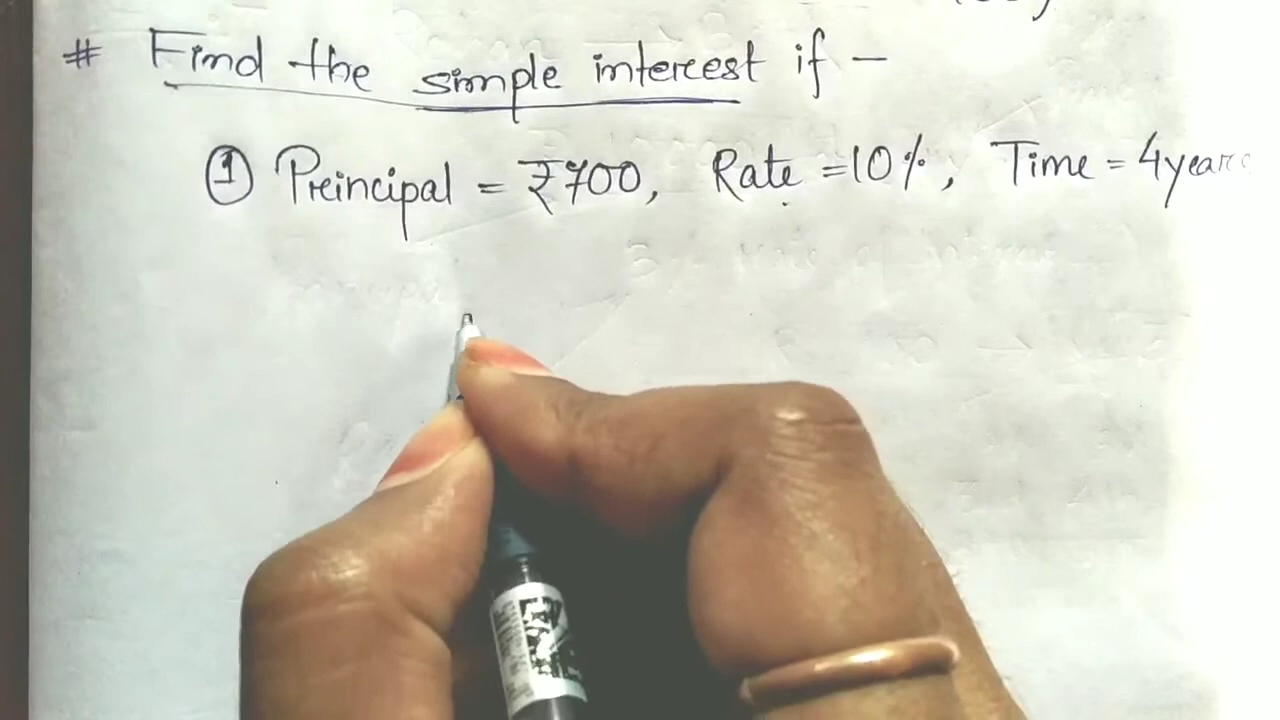 # Find the simple interest if –
① Principal = ₹700, Rate = 10%, Time = 4years